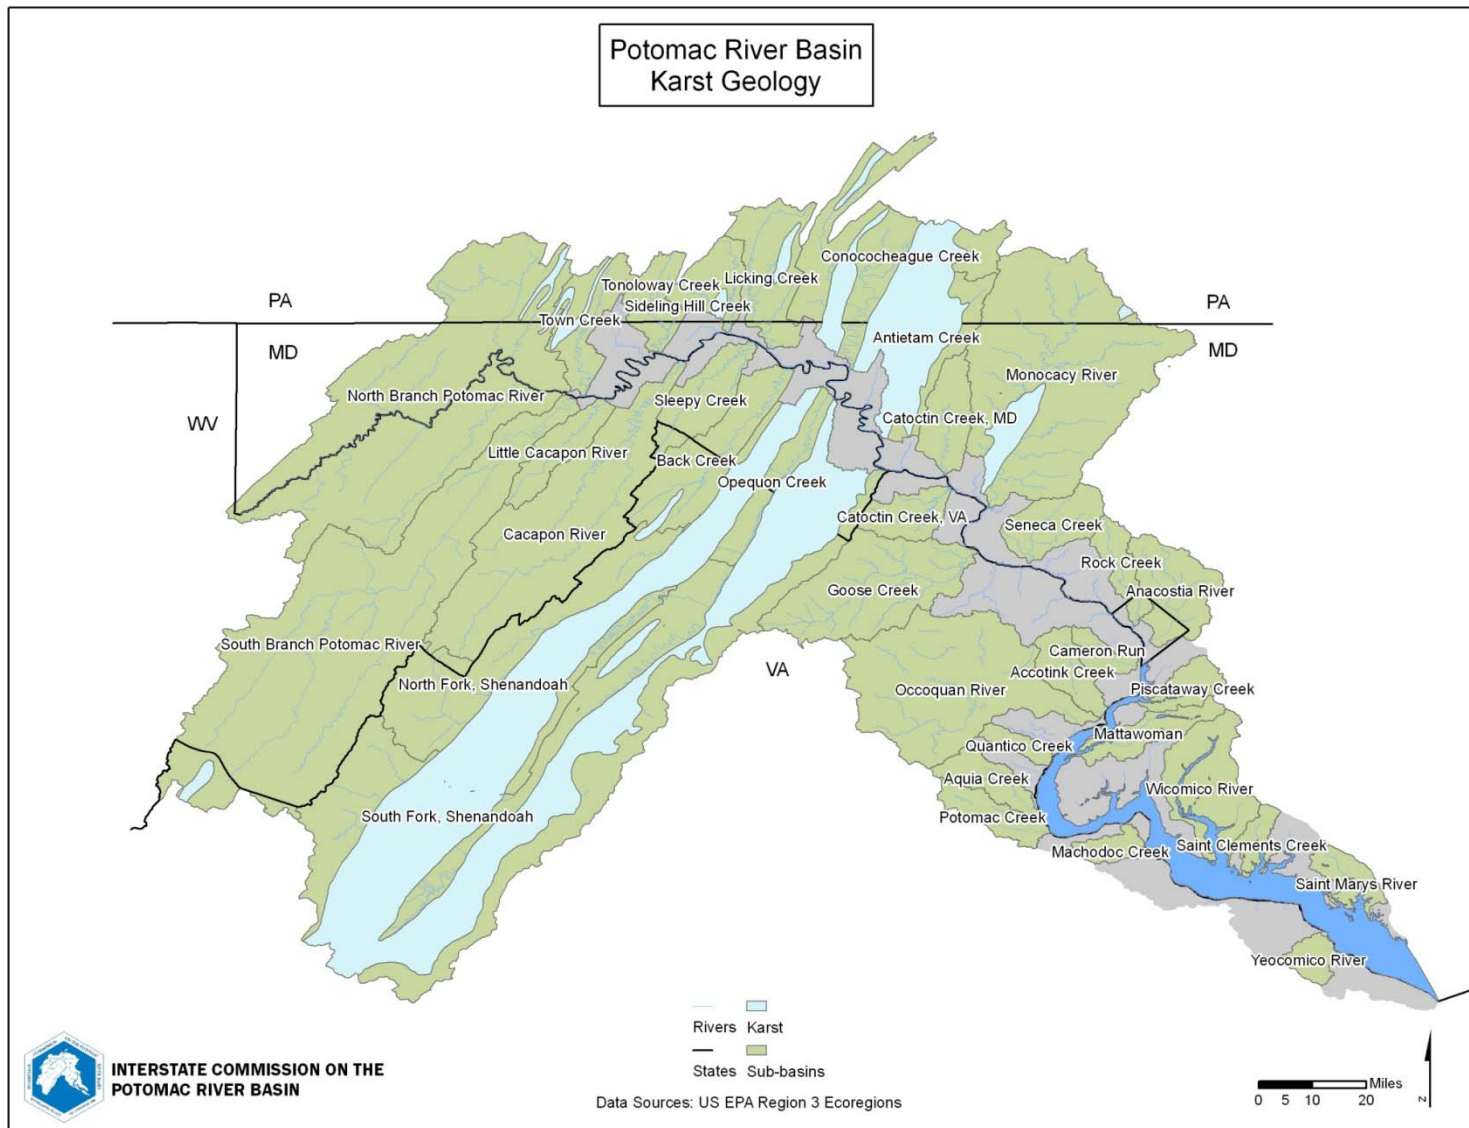 Potomac River Basin
Karst Geology
Conococheague Creek
Licking Creek
Tonoloway Creek
Sideling Hill Creek
PA
PA
Town Creek
Antietam Creek
MD
MD
Monocacy River
North Branch Potomac River
Sleepy Creek
WV
Catoctin Creek, MD
Little Cacapon River
Back Creek
Opequon Creek
Catoctin Creek, VA
Seneca Creek
Cacapon River
Rock Creek
Goose Creek
Anacostia River
South Branch Potomac River
Cameron Run
VA
Accotink Creek
North Fork, Shenandoah
Occoquan River
Piscataway Creek
Mattawoman
Quantico Creek
Aquia Creek
Wicomico River
South Fork, Shenandoah
Potomac Creek
Saint Clements Creek
Machodoc Creek
Saint Marys River
Yeocomico River
Rivers Karst
States Sub-basins
Data Sources: US EPA Region 3 Ecoregions
INTERSTATE COMMISSION ON THE
POTOMAC RIVER BASIN
Miles
0 5 10 20
N